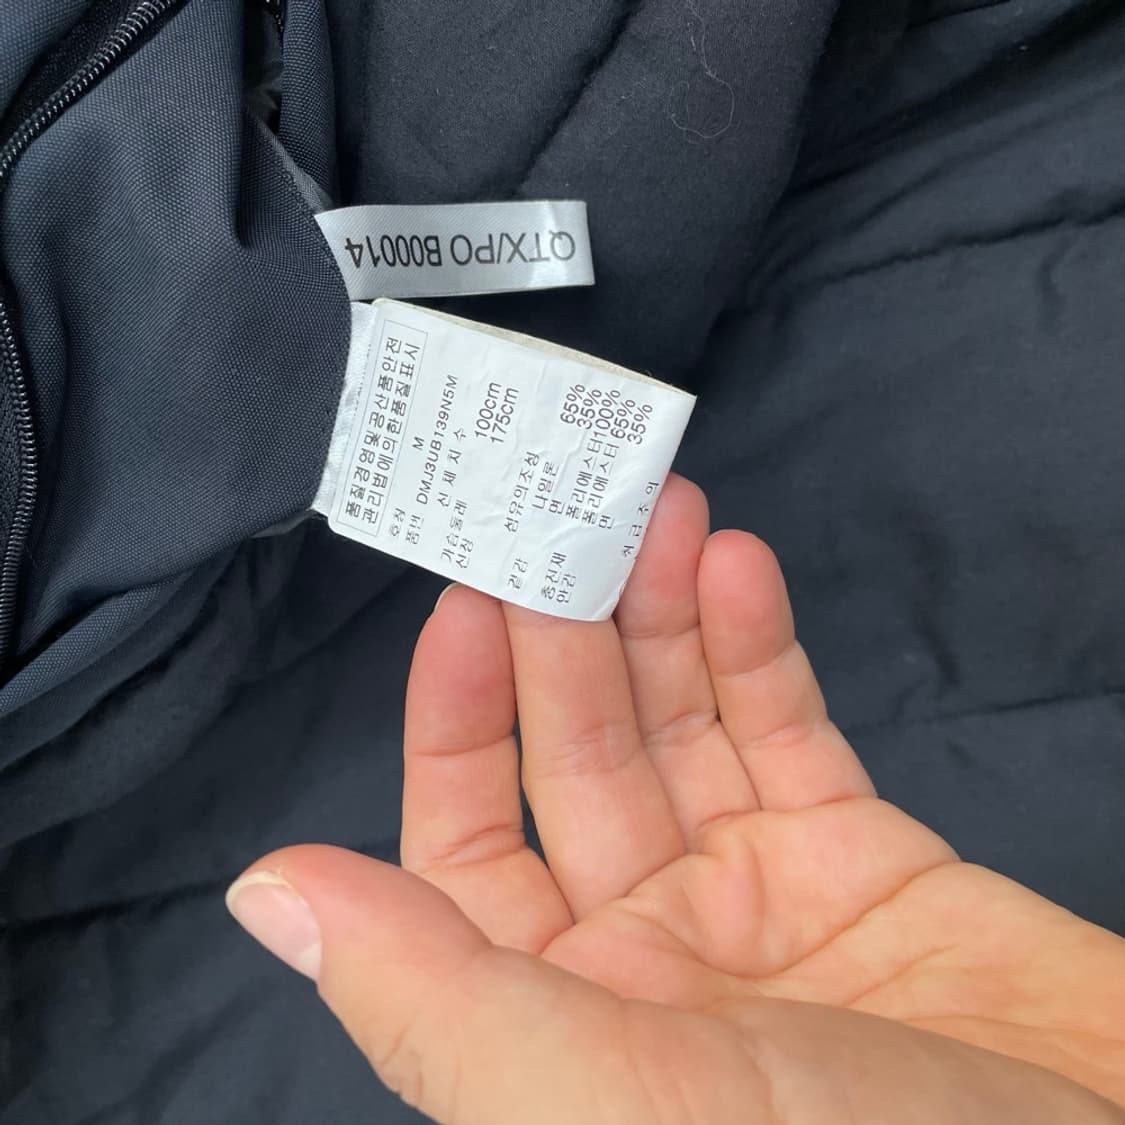 QTX/PO B00014
품질경영및공산품안전
관리법에의한품질표시
호칭 M
품번 DMJ3UB139N5M
신 체 치 수
가슴둘레 100cm
신장 175cm
섬유의조성
겉감 나일론 65%
면 35%
충진재 폴리에스터100%
안감 폴리에스터 65%
면 35%
취 급 주 의